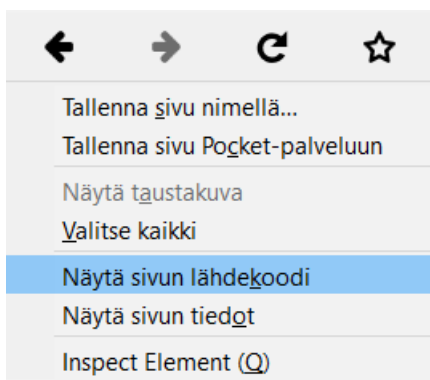 Tallenna sivu nimellä...
Tallenna sivu Pocket-palveluun
Näytä taustakuva
Valitse kaikki
Näytä sivun lähdekoodi
Näytä sivun tiedot
Inspect Element (Q)